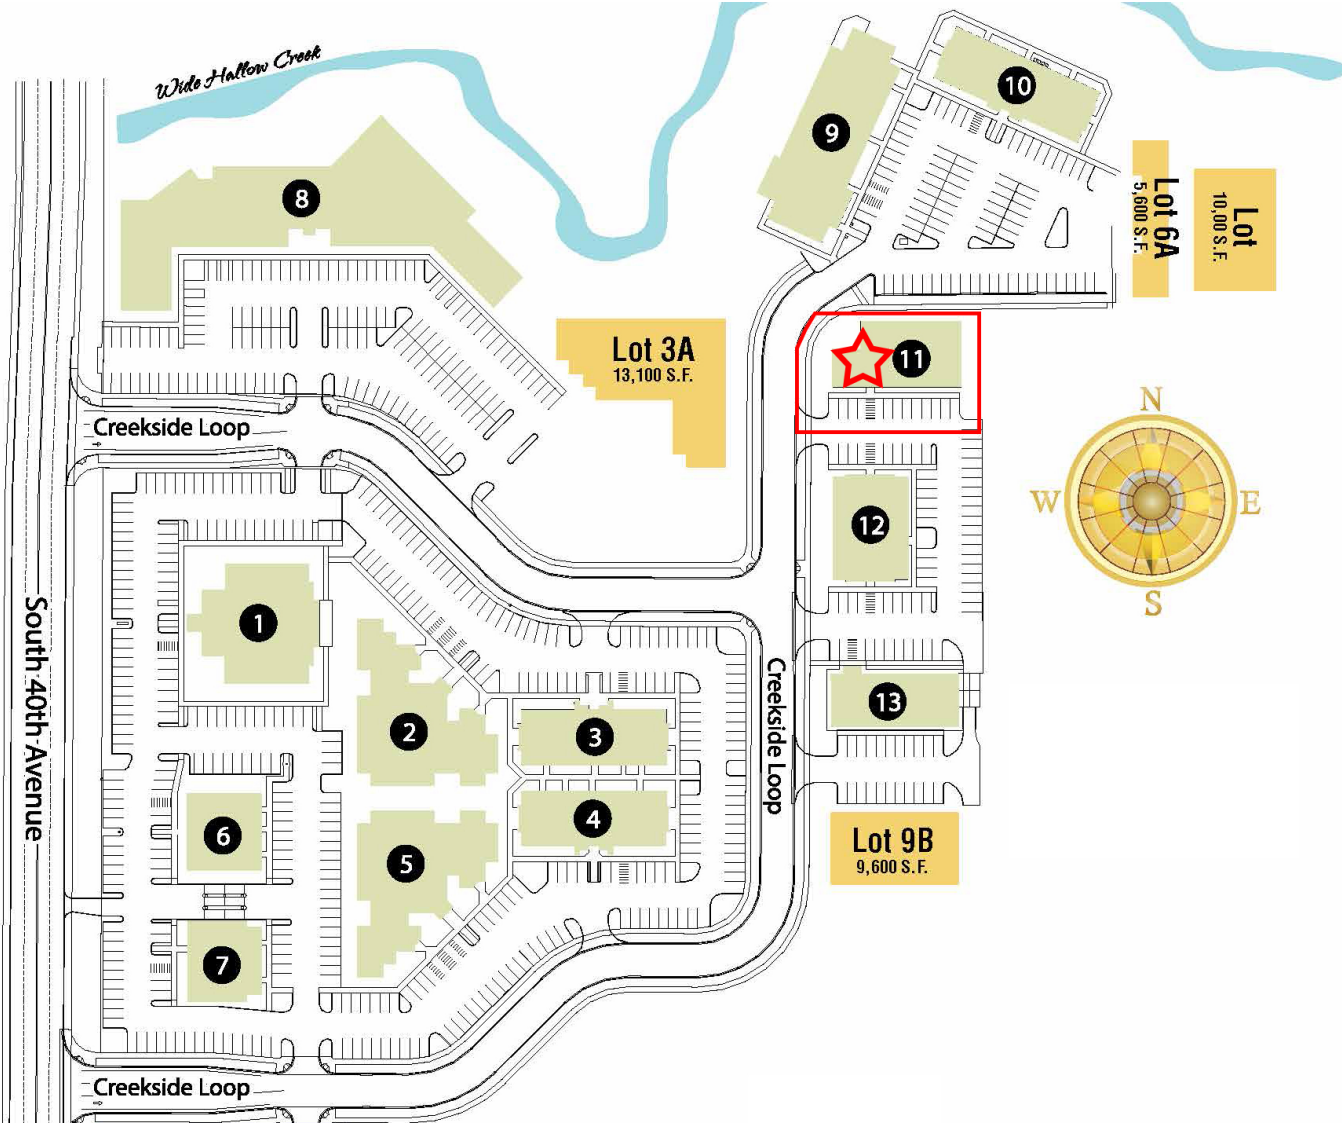 Wide Hallow Creek
10
9
8
Lot 6A
5,600 S.F.
Lot
10,00 S.F.
Lot 3A
13,100 S.F.
11
N
W
E
S
Creekside Loop
12
1
South 40th Avenue
Creekside Loop
13
2
3
4
6
5
Lot 9B
9,600 S.F.
7
Creekside Loop